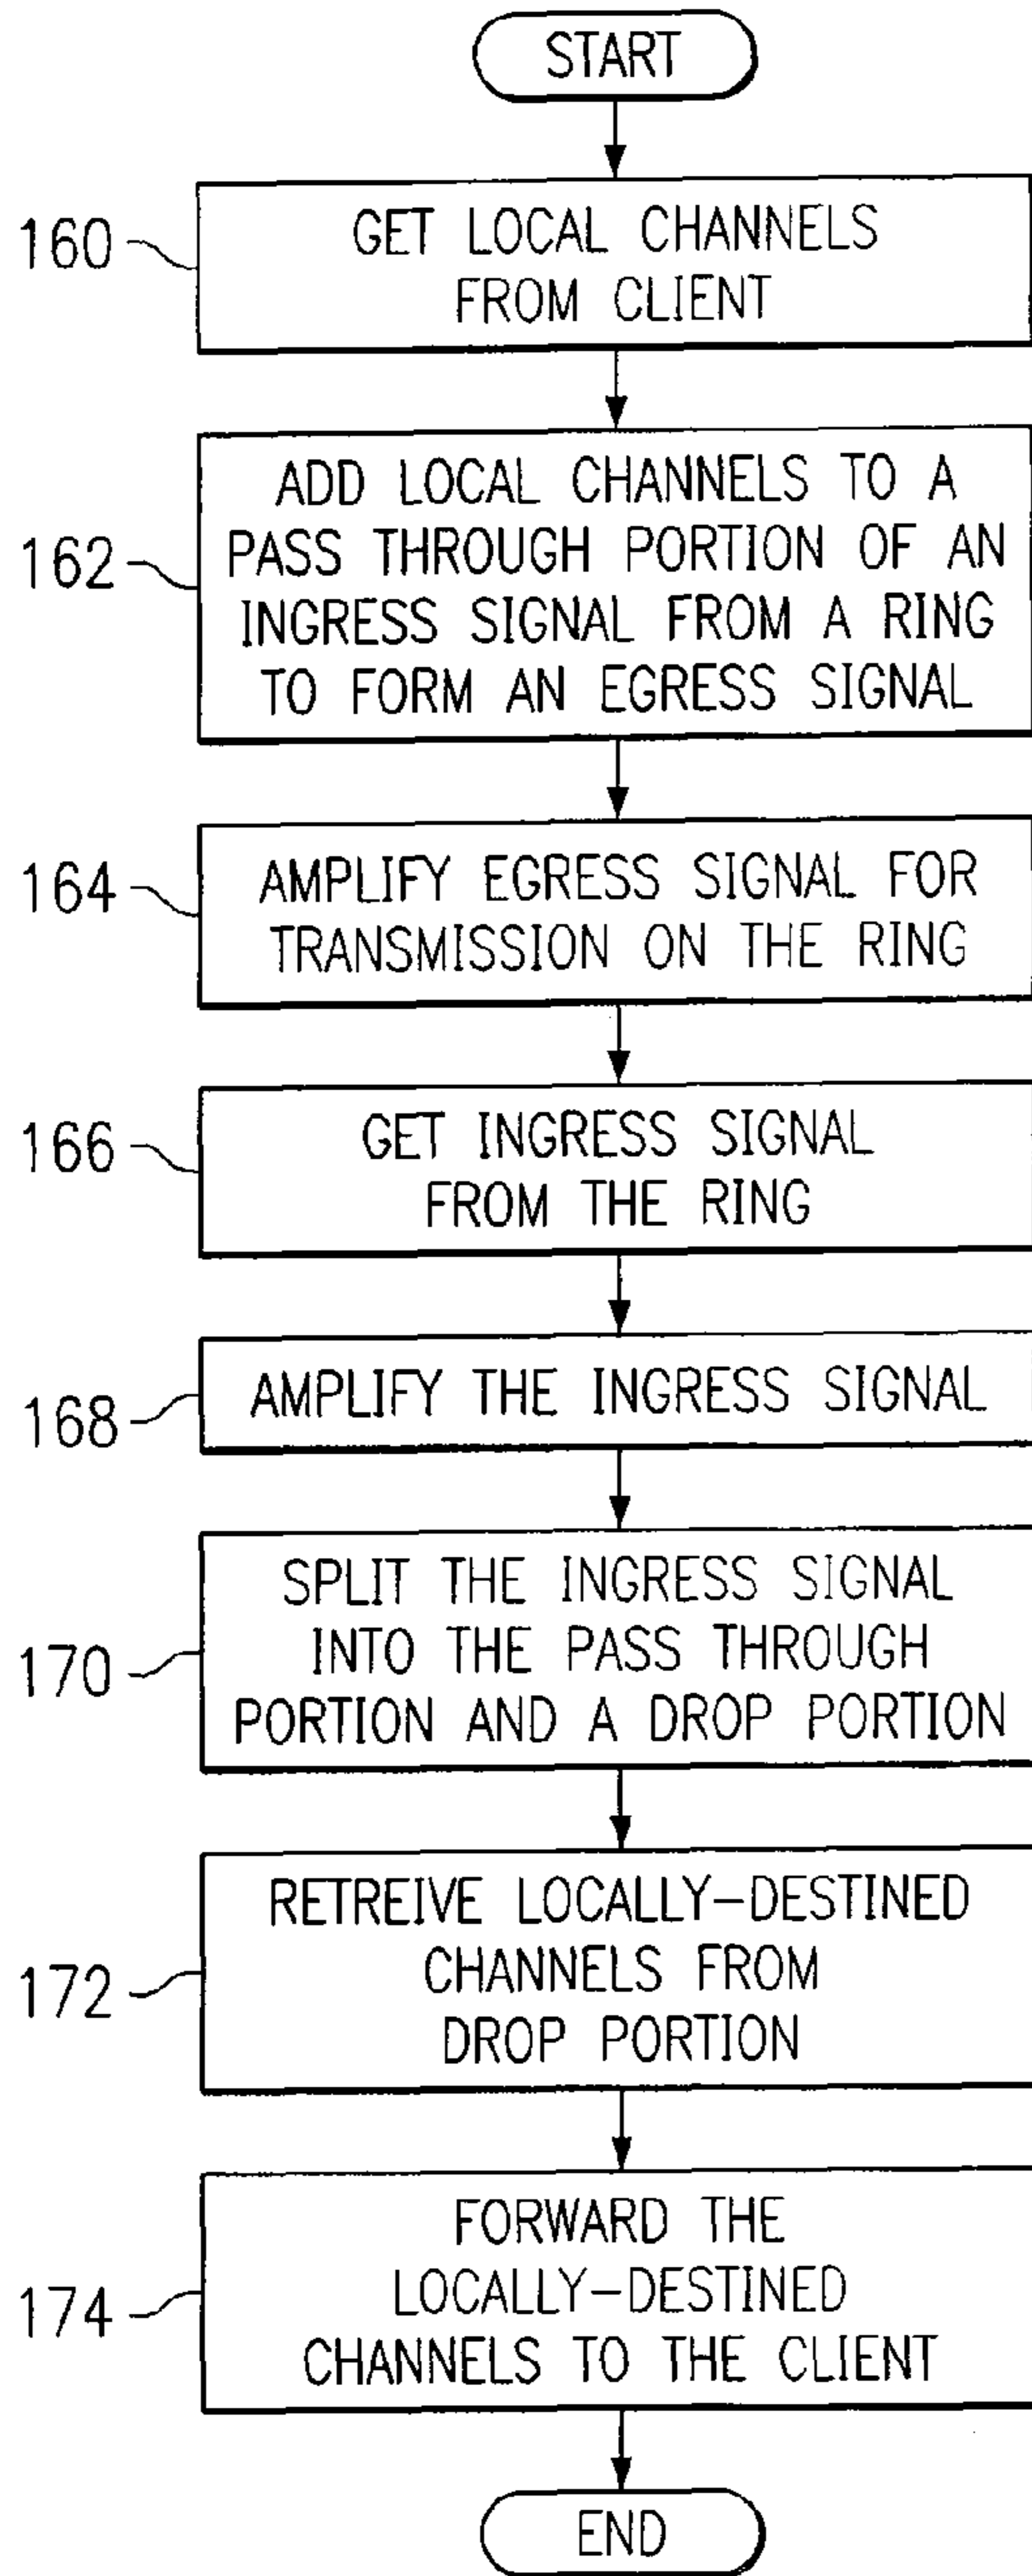 START
160
GET LOCAL CHANNELS
FROM CLIENT
162
ADD LOCAL CHANNELS TO A
PASS THROUGH PORTION OF AN
INGRESS SIGNAL FROM A RING
TO FORM AN EGRESS SIGNAL
164
AMPLIFY EGRESS SIGNAL FOR
TRANSMISSION ON THE RING
166
GET INGRESS SIGNAL
FROM THE RING
168
AMPLIFY THE INGRESS SIGNAL
170
SPLIT THE INGRESS SIGNAL
INTO THE PASS THROUGH
PORTION AND A DROP PORTION
172
RETREIVE LOCALLY-DESTINED
CHANNELS FROM
DROP PORTION
174
FORWARD THE
LOCALLY-DESTINED
CHANNELS TO THE CLIENT
END